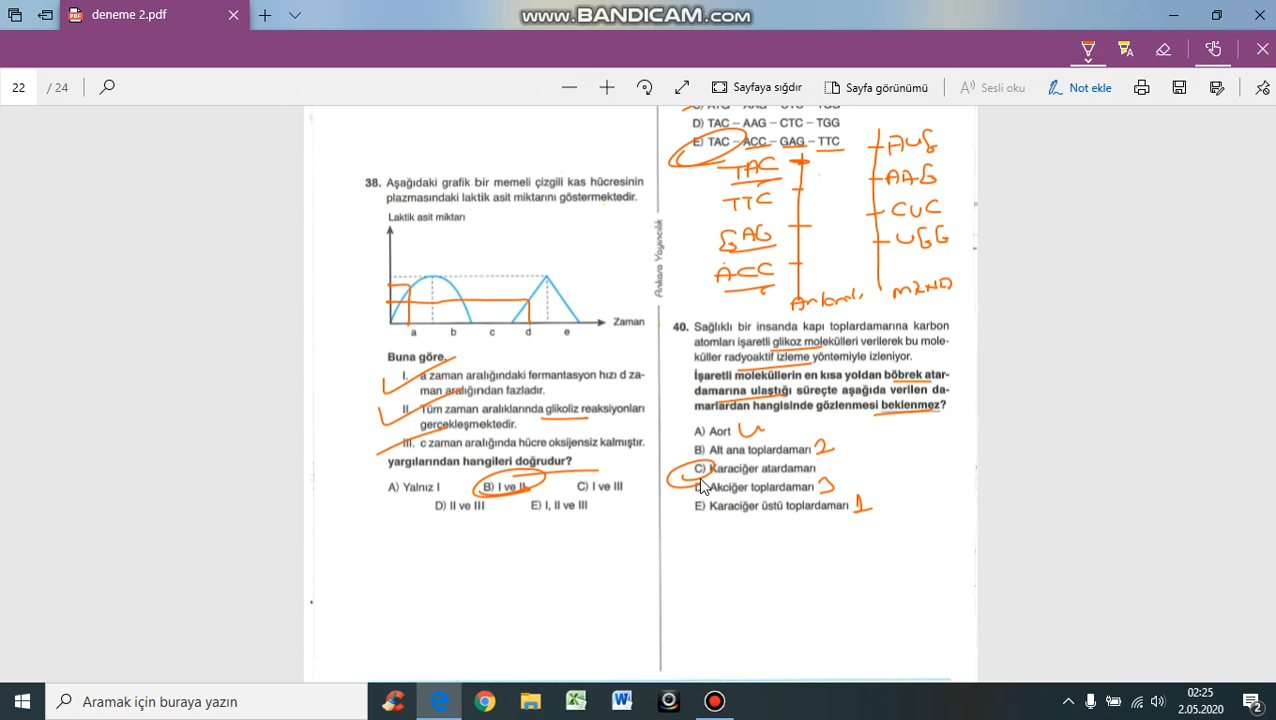 www.BANDICAM.com
deneme 2.pdf
22 / 24
Sayfaya sığdır
Sayfa görünümü
Sesli oku
Not ekle
D) TAC – AAG – CTC – TGG
E) TAC – ACC – GAG – TTC
TAC
TTC
GAG
ACC
AUG
AAG
CUC
UGG
38. Aşağıdaki grafik bir memeli çizgili kas hücresinin
plazmasındaki laktik asit miktarını göstermektedir.
Laktik asit miktarı
Zaman
a b c d e
Buna göre,
I. a zaman aralığındaki fermantasyon hızı d za-
man aralığından fazladır.
II. Tüm zaman aralıklarında glikoliz reaksiyonları
gerçekleşmektedir.
III. c zaman aralığında hücre oksijensiz kalmıştır.
yargılarından hangileri doğrudur?
A) Yalnız I B) I ve II C) I ve III
D) II ve III E) I, II ve III
Ankara Yayıncılık
40. Sağlıklı bir insanda kapı toplardamarına karbon
atomları işaretli glikoz molekülleri verilerek bu mole-
küller radyoaktif izleme yöntemiyle izleniyor.
İşaretli moleküllerin en kısa yoldan böbrek atar-
damarına ulaştığı süreçte aşağıda verilen da-
marlardan hangisinde gözlenmesi beklenmez?
A) Aort 4
B) Alt ana toplardamarı 2
C) Karaciğer atardamarı
D) Akciğer toplardamarı 3
E) Karaciğer üstü toplardamarı 1
Aramak için buraya yazın
02:25
2.05.2020
2